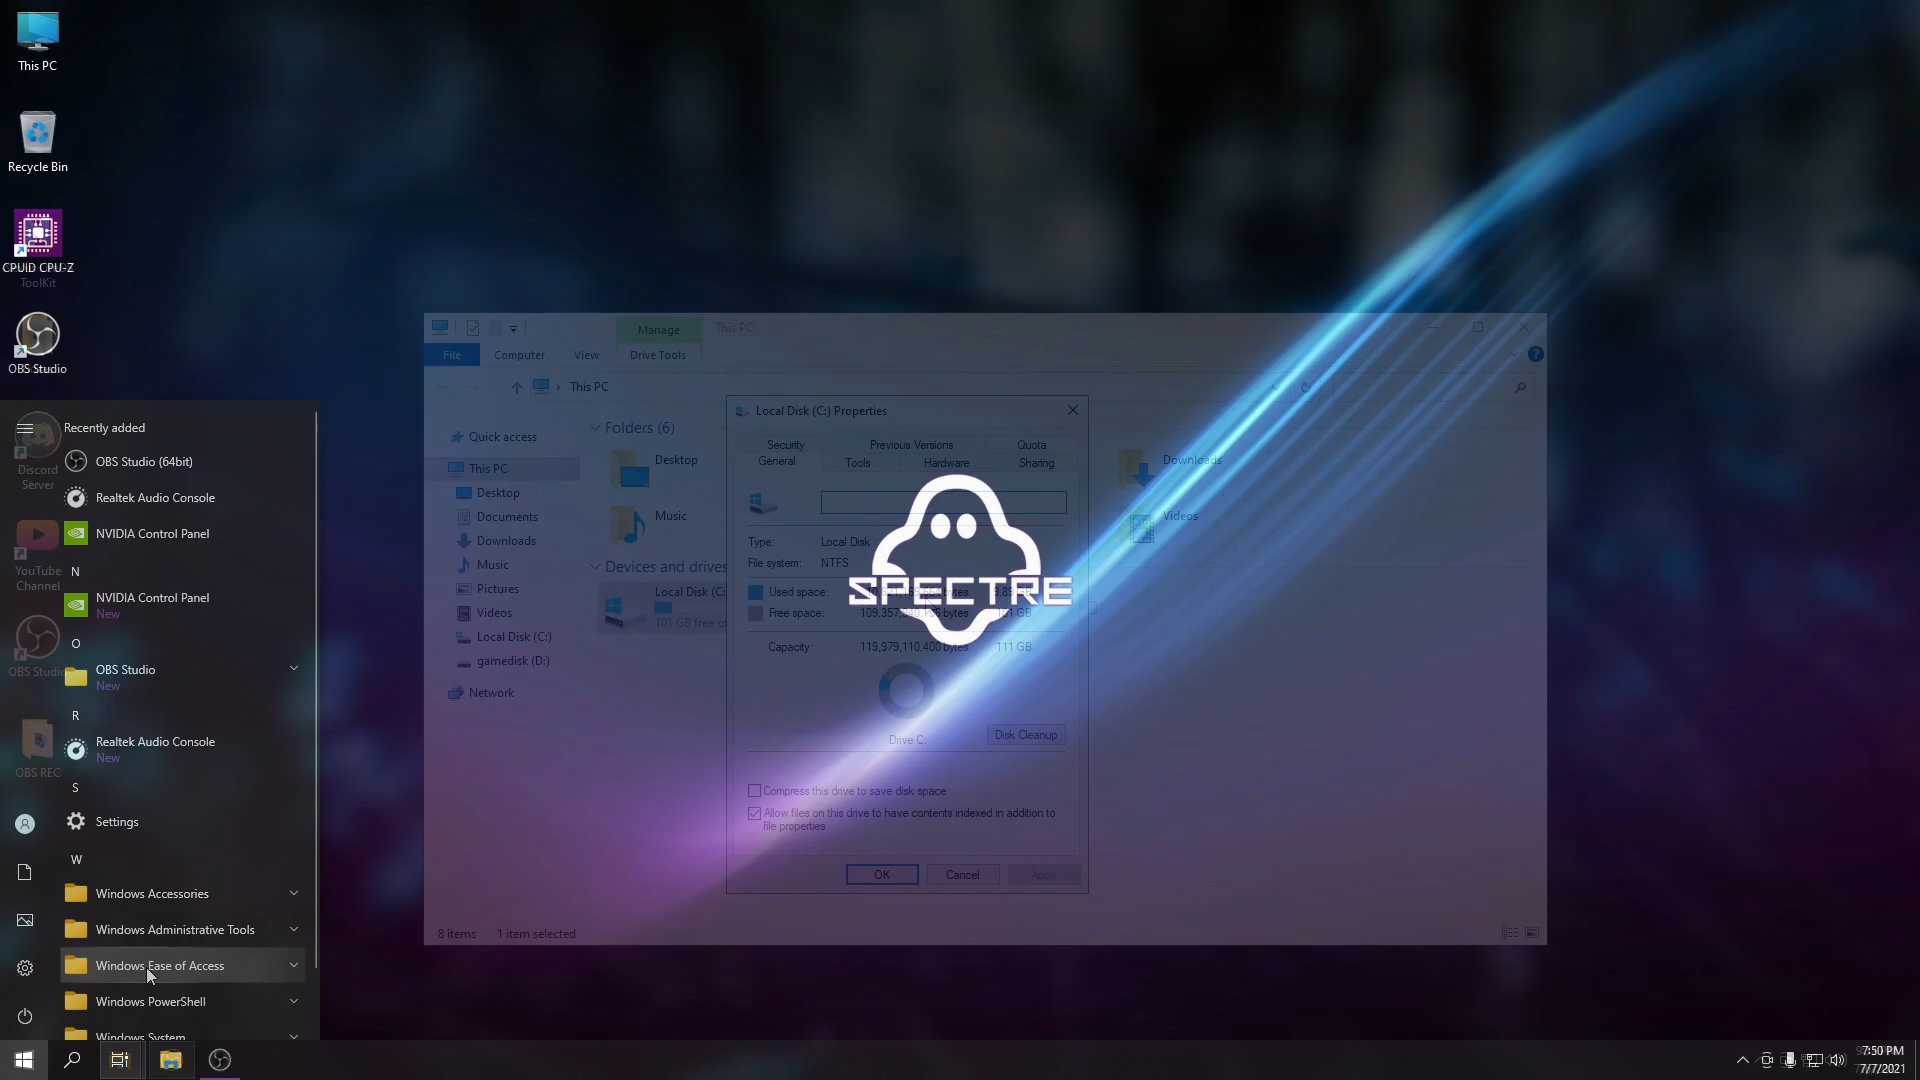 This PC
Recycle Bin
CPUID CPU-Z
ToolKit
OBS Studio
Recently added
OBS Studio (64bit)
Realtek Audio Console
NVIDIA Control Panel
N
NVIDIA Control Panel
New
O
OBS Studio
New
R
Realtek Audio Console
New
S
Settings
W
Windows Accessories
Windows Administrative Tools
Windows Ease of Access
Windows PowerShell
Windows System
Discord
Server
YouTube
Channel
OBS Studio
OBS REC
Manage
This PC
File
Computer
View
Drive Tools
This PC
Quick access
This PC
Desktop
Documents
Downloads
Music
Pictures
Videos
Local Disk (C:)
gamedisk (D:)
Network
Folders (6)
Desktop
Music
Downloads
Videos
Devices and drives
Local Disk (C:
101 GB free of
Local Disk (C:) Properties
Security
Previous Versions
Quota
General
Tools
Hardware
Sharing
Type:
Local Disk
File system:
NTFS
SPECTRE
Used space:
bytes
Free space:
bytes
101 GB
Capacity:
119,979,110,400 bytes
111 GB
Drive C:
Disk Cleanup
Compress this drive to save disk space
Allow files on this drive to have contents indexed in addition to
file properties
OK
Cancel
Apply
8 items
1 item selected
7:50 PM
7/7/2021